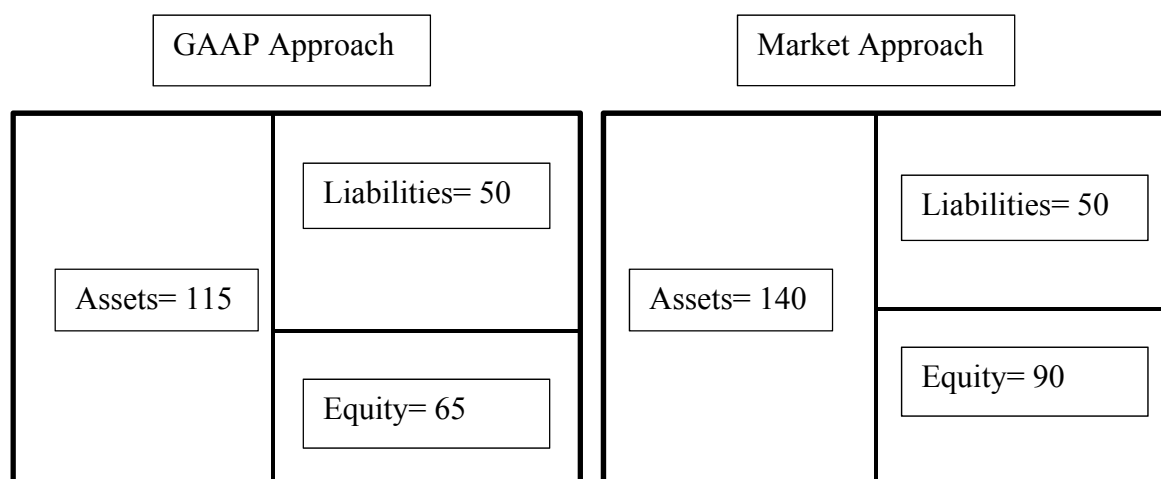 GAAP Approach
Market Approach
Liabilities= 50
Assets= 115
Equity= 65
Liabilities= 50
Assets= 140
Equity= 90